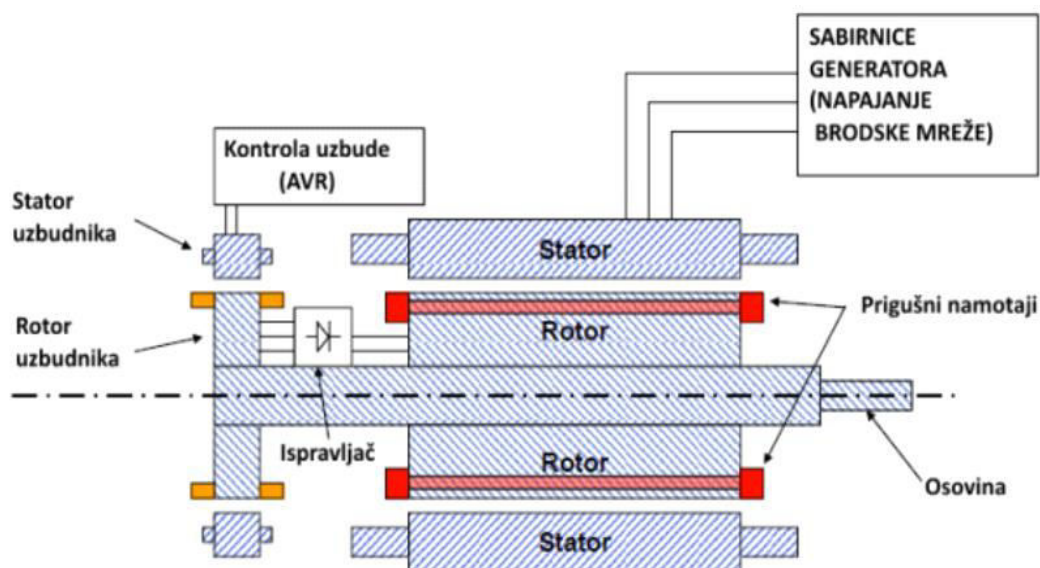 SABIRNICE
GENERATORA
(NAPAJANJE
BRODSKE MREŽE)
Kontrola uzbude
(AVR)
Stator
uzbudnika
Stator
Prigušni namotaji
Rotor
Rotor
uzbudnika
Ispravljač
Rotor
Osovina
Stator